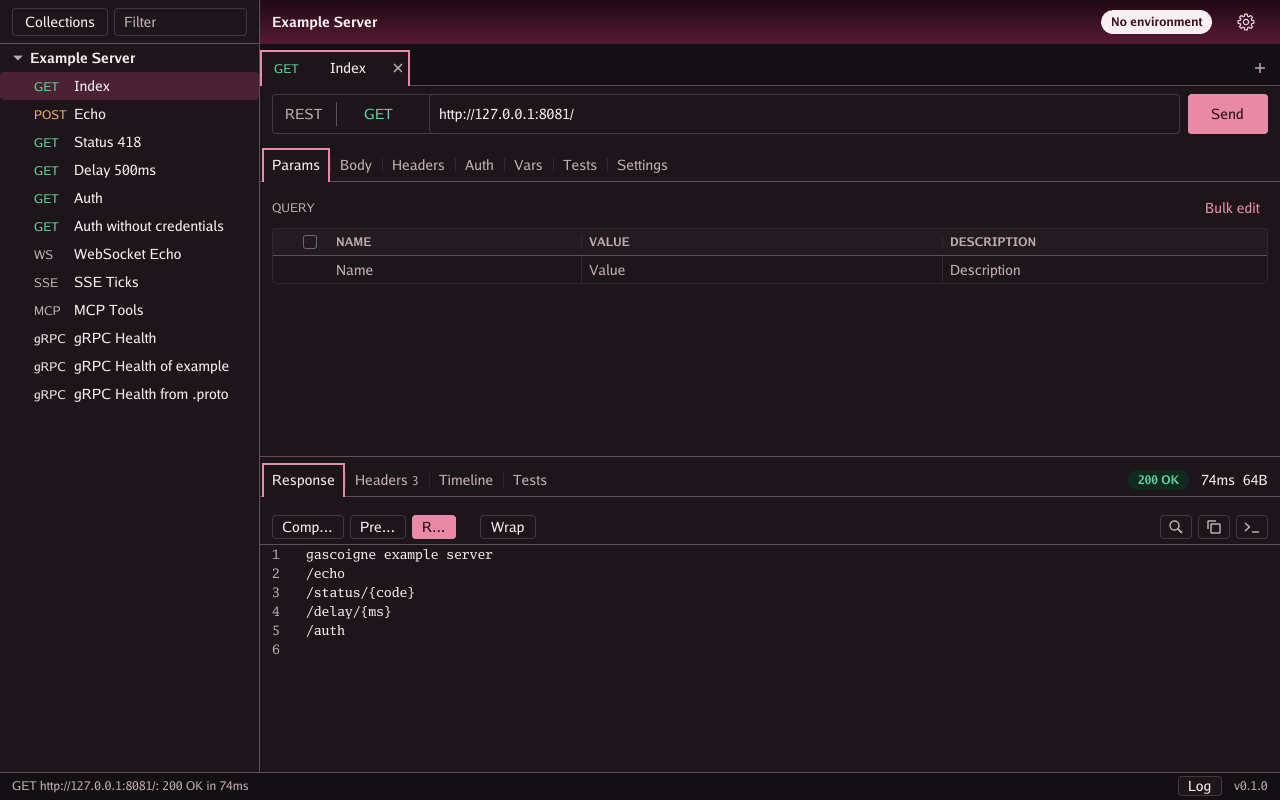 Collections Filter Example Server No environment
Example Server
GET Index
POST Echo
GET Status 418
GET Delay 500ms
GET Auth
GET Auth without credentials
WS WebSocket Echo
SSE SSE Ticks
MCP MCP Tools
gRPC gRPC Health
gRPC gRPC Health of example
gRPC gRPC Health from .proto
GET Index
REST GET http://127.0.0.1:8081/ Send
Params Body Headers Auth Vars Tests Settings
QUERY Bulk edit
NAME VALUE DESCRIPTION
Name Value Description
Response Headers 3 Timeline Tests 200 OK 74ms 64B
Comp... Pre... R... Wrap
1 gascoigne example server
2 /echo
3 /status/{code}
4 /delay/{ms}
5 /auth
6
GET http://127.0.0.1:8081/: 200 OK in 74ms Log v0.1.0